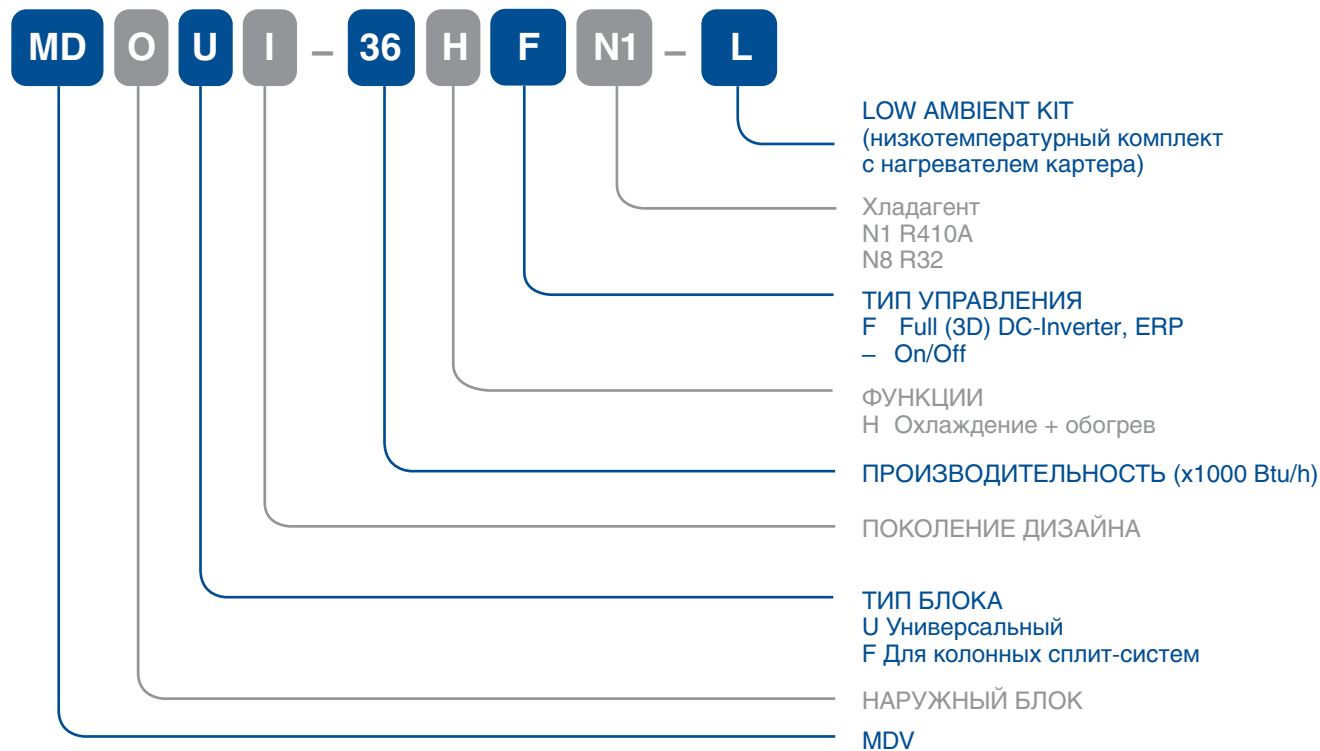 MD O U I – 36 H F N1 – L
LOW AMBIENT KIT
(низкотемпературный комплект
с нагревателем картера)
Хладагент
N1 R410A
N8 R32
ТИП УПРАВЛЕНИЯ
F Full (3D) DC-Inverter, ERP
– On/Off
ФУНКЦИИ
H Охлаждение + обогрев
ПРОИЗВОДИТЕЛЬНОСТЬ (x1000 Btu/h)
ПОКОЛЕНИЕ ДИЗАЙНА
ТИП БЛОКА
U Универсальный
F Для колонных сплит-систем
НАРУЖНЫЙ БЛОК
MDV